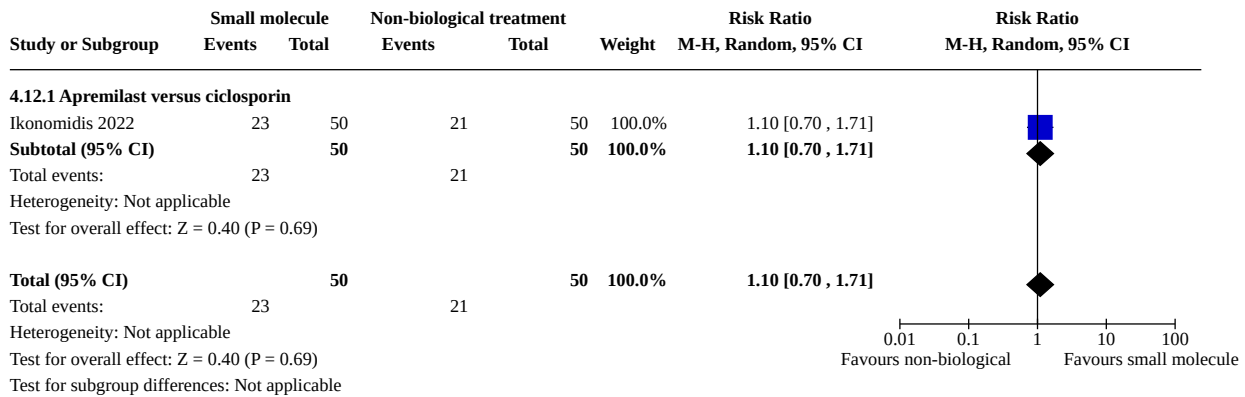 Small molecule Non-biological treatment Risk Ratio Risk Ratio
Study or Subgroup Events Total Events Total Weight M-H, Random, 95% CI M-H, Random, 95% CI
4.12.1 Apremilast versus ciclosporin
Ikonomidis 2022 23 50 21 50 100.0% 1.10 [0.70 , 1.71]
Subtotal (95% CI) 50 50 100.0% 1.10 [0.70 , 1.71]
Total events: 23 21
Heterogeneity: Not applicable
Test for overall effect: Z = 0.40 (P = 0.69)
Total (95% CI) 50 50 100.0% 1.10 [0.70 , 1.71]
Total events: 23 21
Heterogeneity: Not applicable
0.01 0.1 1 10 100
Test for overall effect: Z = 0.40 (P = 0.69) Favours non-biological Favours small molecule
Test for subgroup differences: Not applicable